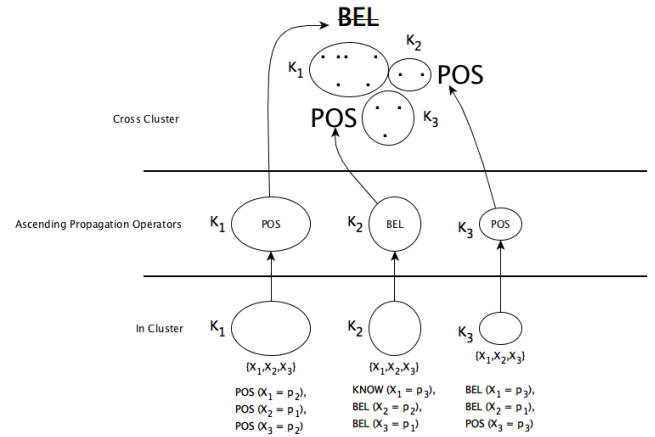 BEL
K2
K1
POS
POS
K3
Cross Cluster
Ascending Propagation Operators
K1
POS
K2
BEL
K3
POS
In Cluster
K1
K2
K3
{X1,X2,X3}
{X1,X2,X3}
{X1,X2,X3}
POS (X1 = p2),
POS (X2 = p1),
POS (X3 = p2)
KNOW (X1 = p3),
BEL (X2 = p2),
BEL (X3 = p1)
BEL (X1 = p3),
BEL (X2 = p1),
POS (X3 = p3)